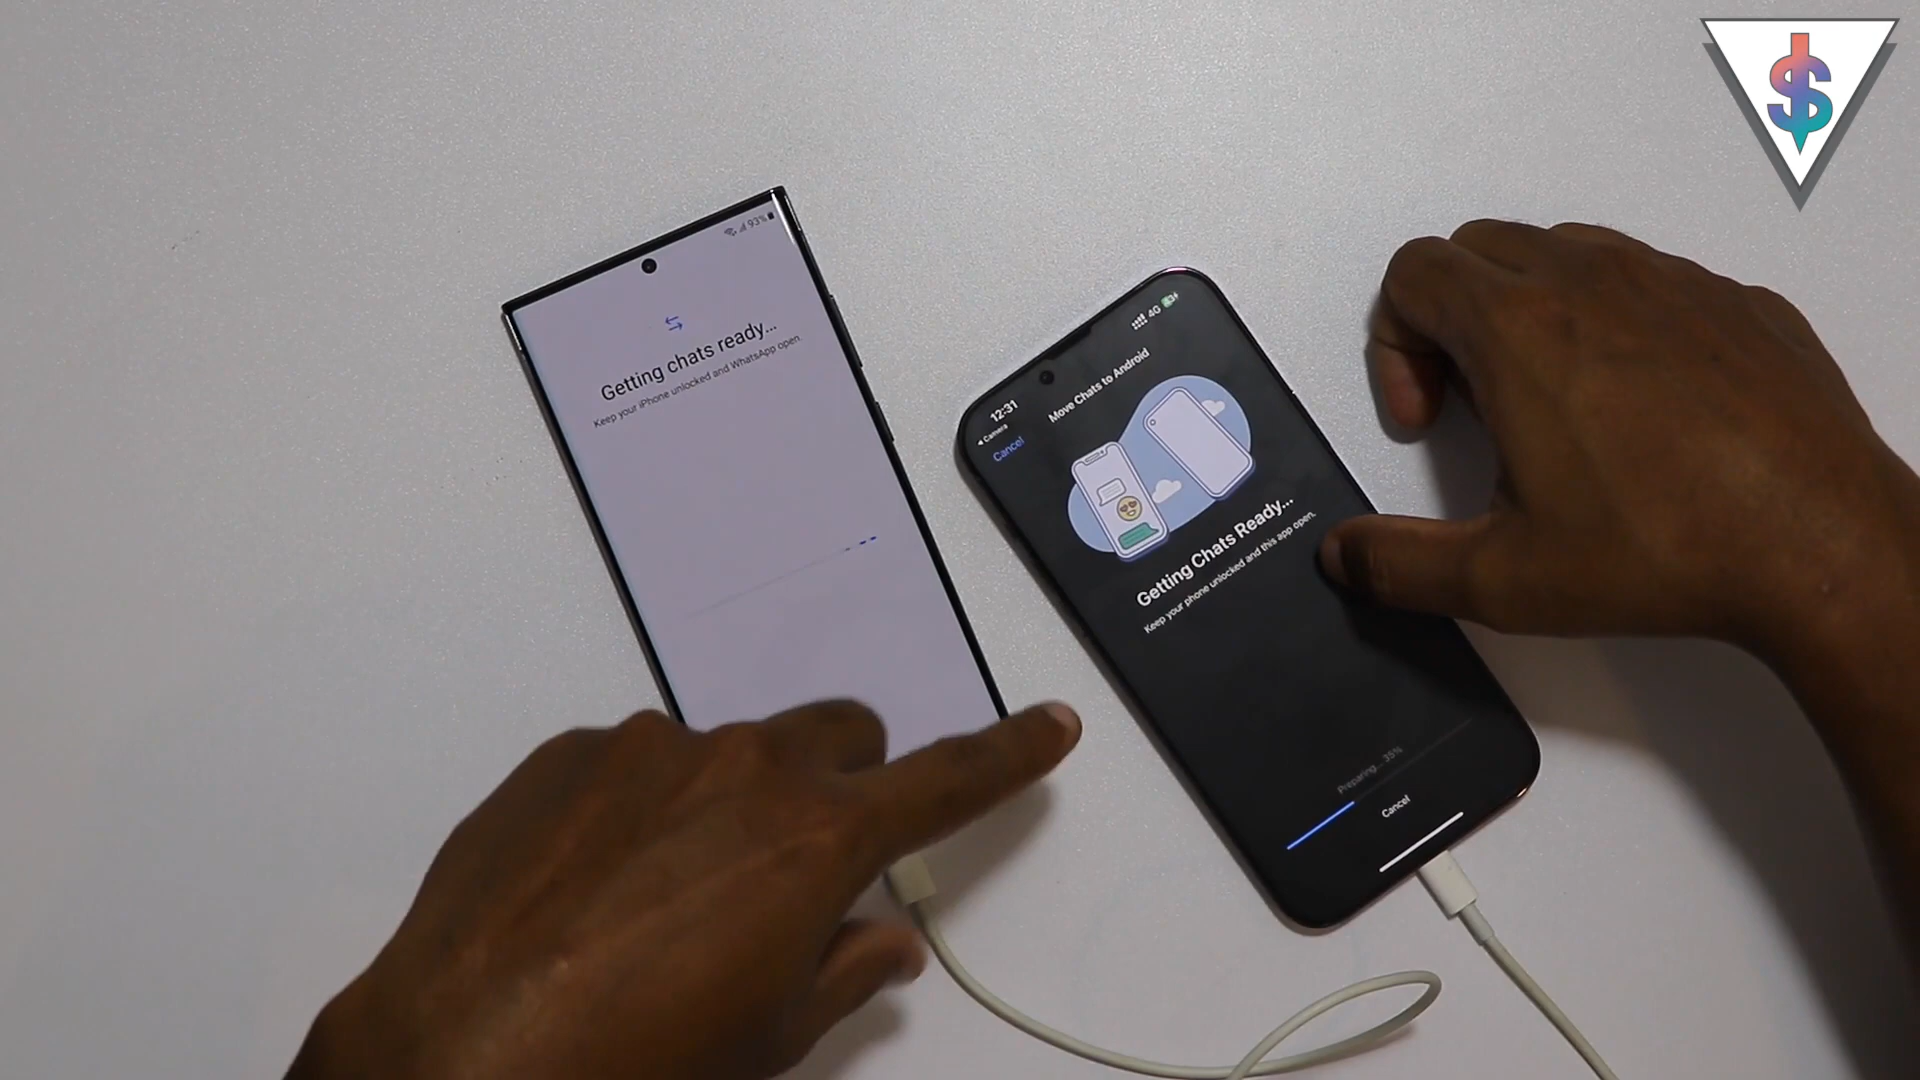 93%
Getting chats ready...
Keep your iPhone unlocked and WhatsApp open.
12:31
4G
Camera
Cancel
Move Chats to Android
Getting Chats Ready...
Keep your phone unlocked and this app open.
Preparing... 35%
Cancel